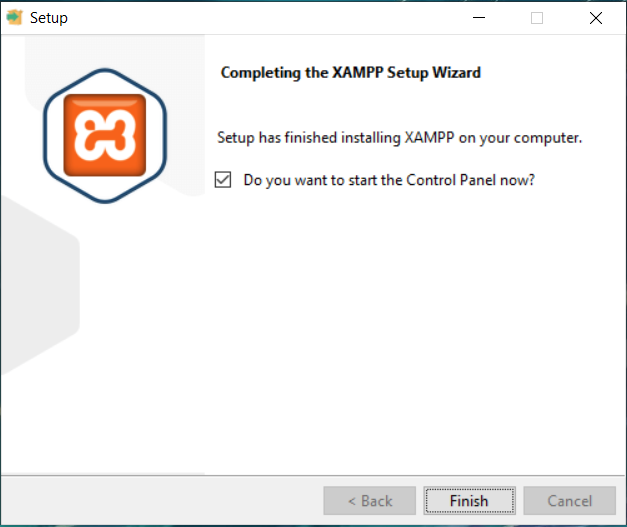 Setup
Completing the XAMPP Setup Wizard
Setup has finished installing XAMPP on your computer.
Do you want to start the Control Panel now?
< Back
Finish
Cancel